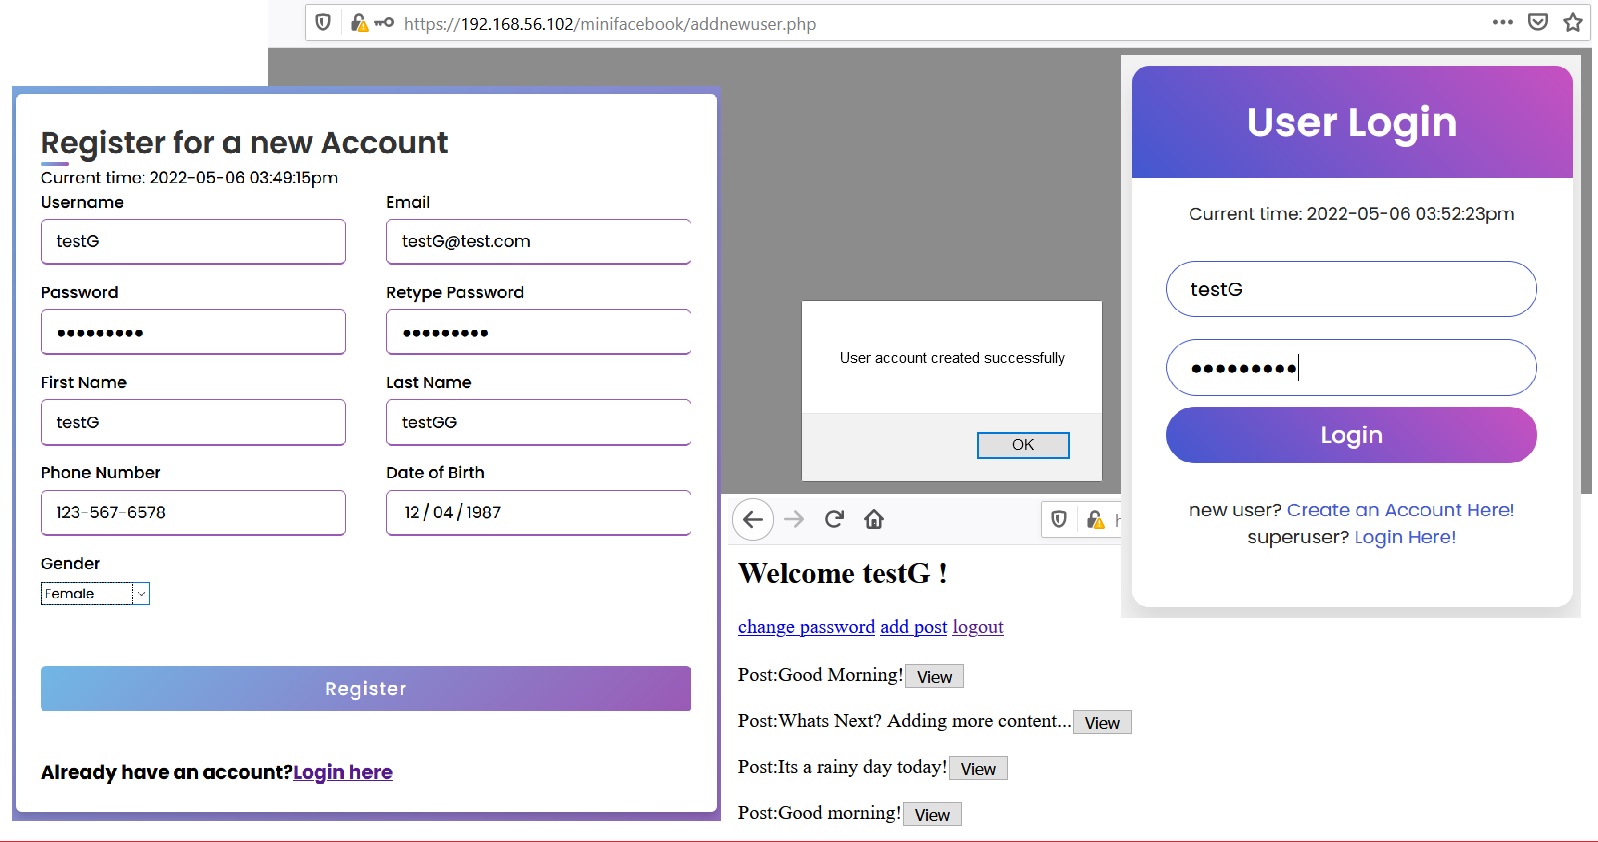 https://192.168.56.102/minifacebook/addnewuser.php
Register for a new Account
Current time: 2022-05-06 03:49:15pm
Username
Email
testG
testG@test.com
Password
Retype Password
•••••••••
•••••••••
First Name
Last Name
testG
testGG
Phone Number
Date of Birth
123-567-6578
12 / 04 / 1987
Gender
Female
Register
Already have an account?Login here
User account created successfully
OK
User Login
Current time: 2022-05-06 03:52:23pm
testG
•••••••••
Login
new user? Create an Account Here!
superuser? Login Here!
Welcome testG !
change password add post logout
Post:Good Morning! View
Post:Whats Next? Adding more content... View
Post:Its a rainy day today! View
Post:Good morning! View